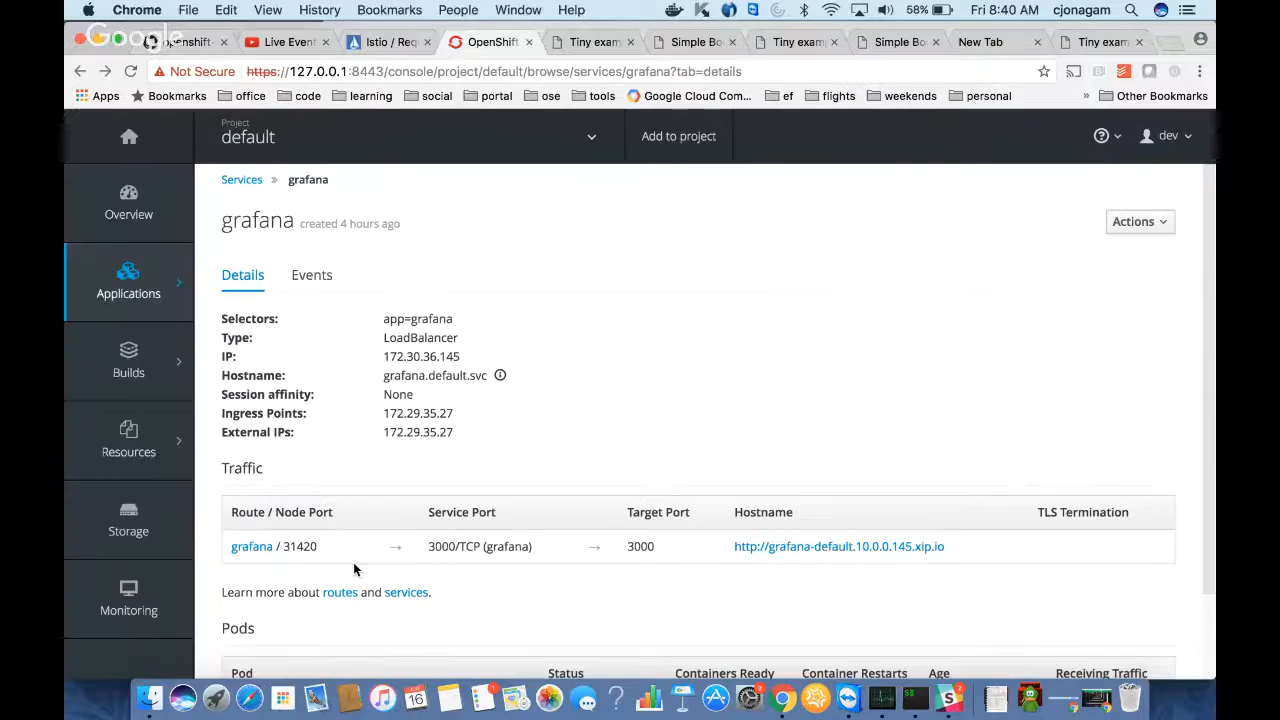 Chrome File Edit View History Bookmarks People Window Help 58% Fri 8:40 AM cjonagam
Google
openshift- Live Event Istio / Req OpenShift Tiny exam Simple Bo Tiny exam Simple Bo New Tab Tiny exam
Not Secure https://127.0.0.1:8443/console/project/default/browse/services/grafana?tab=details
Apps Bookmarks office code learning social portal ose tools Google Cloud Com... ef flights weekends personal » Other Bookmarks
Project
default
Add to project
dev
Overview
Applications
Builds
Resources
Storage
Monitoring
Services » grafana
grafana created 4 hours ago
Actions
Details Events
Selectors: app=grafana
Type: LoadBalancer
IP: 172.30.36.145
Hostname: grafana.default.svc
Session affinity: None
Ingress Points: 172.29.35.27
External IPs: 172.29.35.27
Traffic
Route / Node Port Service Port Target Port Hostname TLS Termination
grafana / 31420 → 3000/TCP (grafana) → 3000 http://grafana-default.10.0.0.145.xip.io
Learn more about routes and services.
Pods
Pod Status Containers Ready Container Restarts Age Receiving Traffic